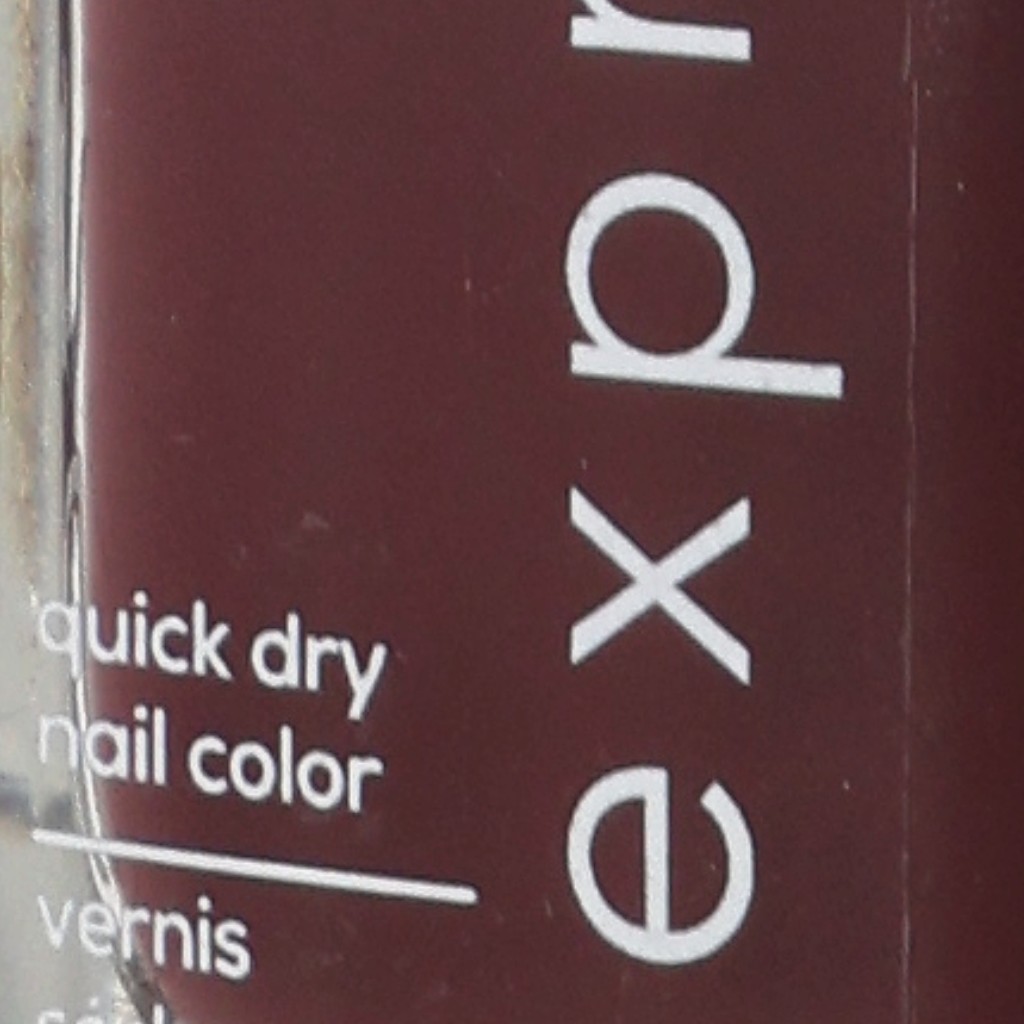 expr
quick dry
nail color
vernis